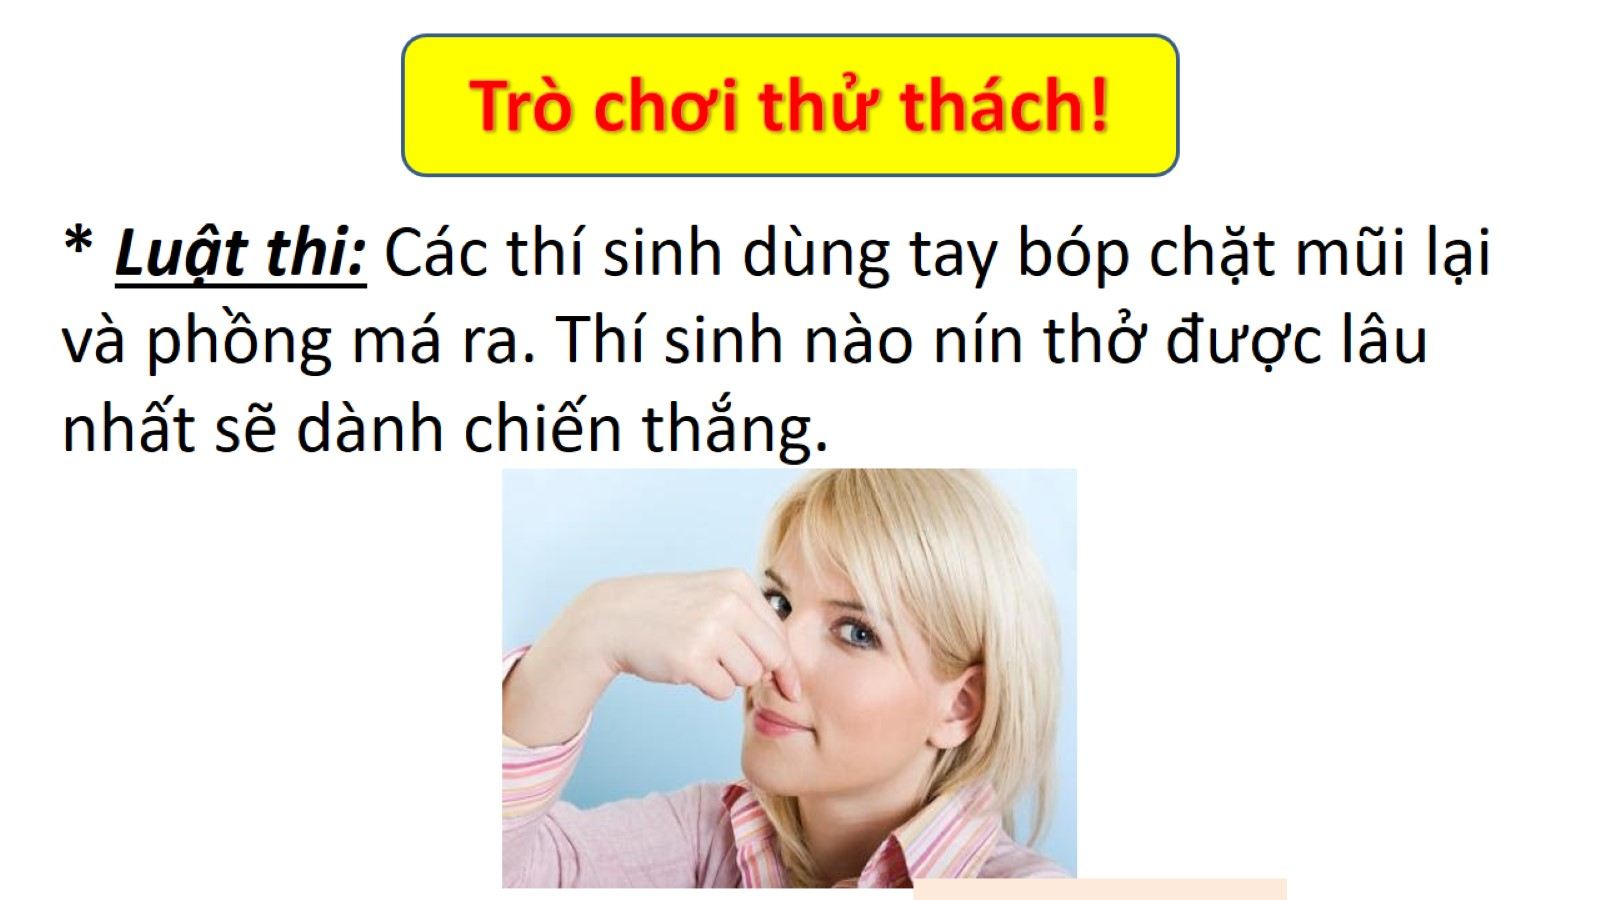 Trò chơi thử thách!
* Luật thi: Các thí sinh dùng tay bóp chặt mũi lại
và phồng má ra. Thí sinh nào nín thở được lâu
nhất sẽ dành chiến thắng.